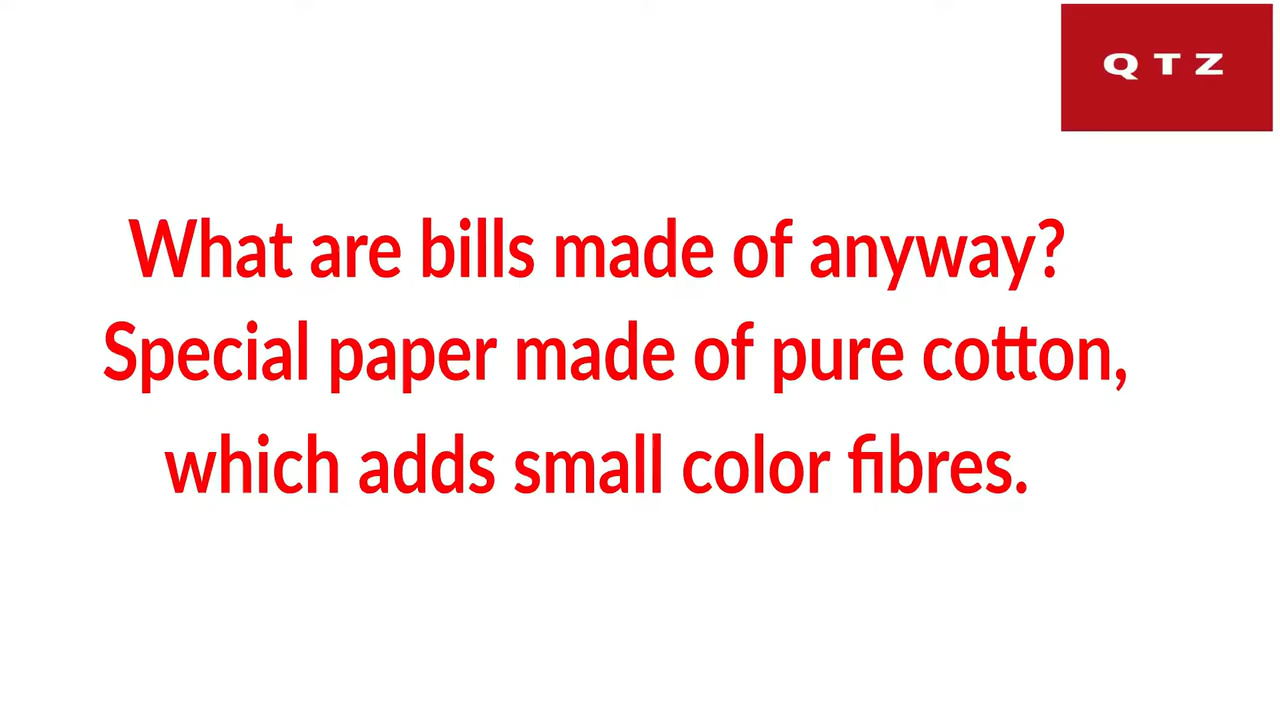 QTZ
What are bills made of anyway?
Special paper made of pure cotton,
which adds small color fibres.